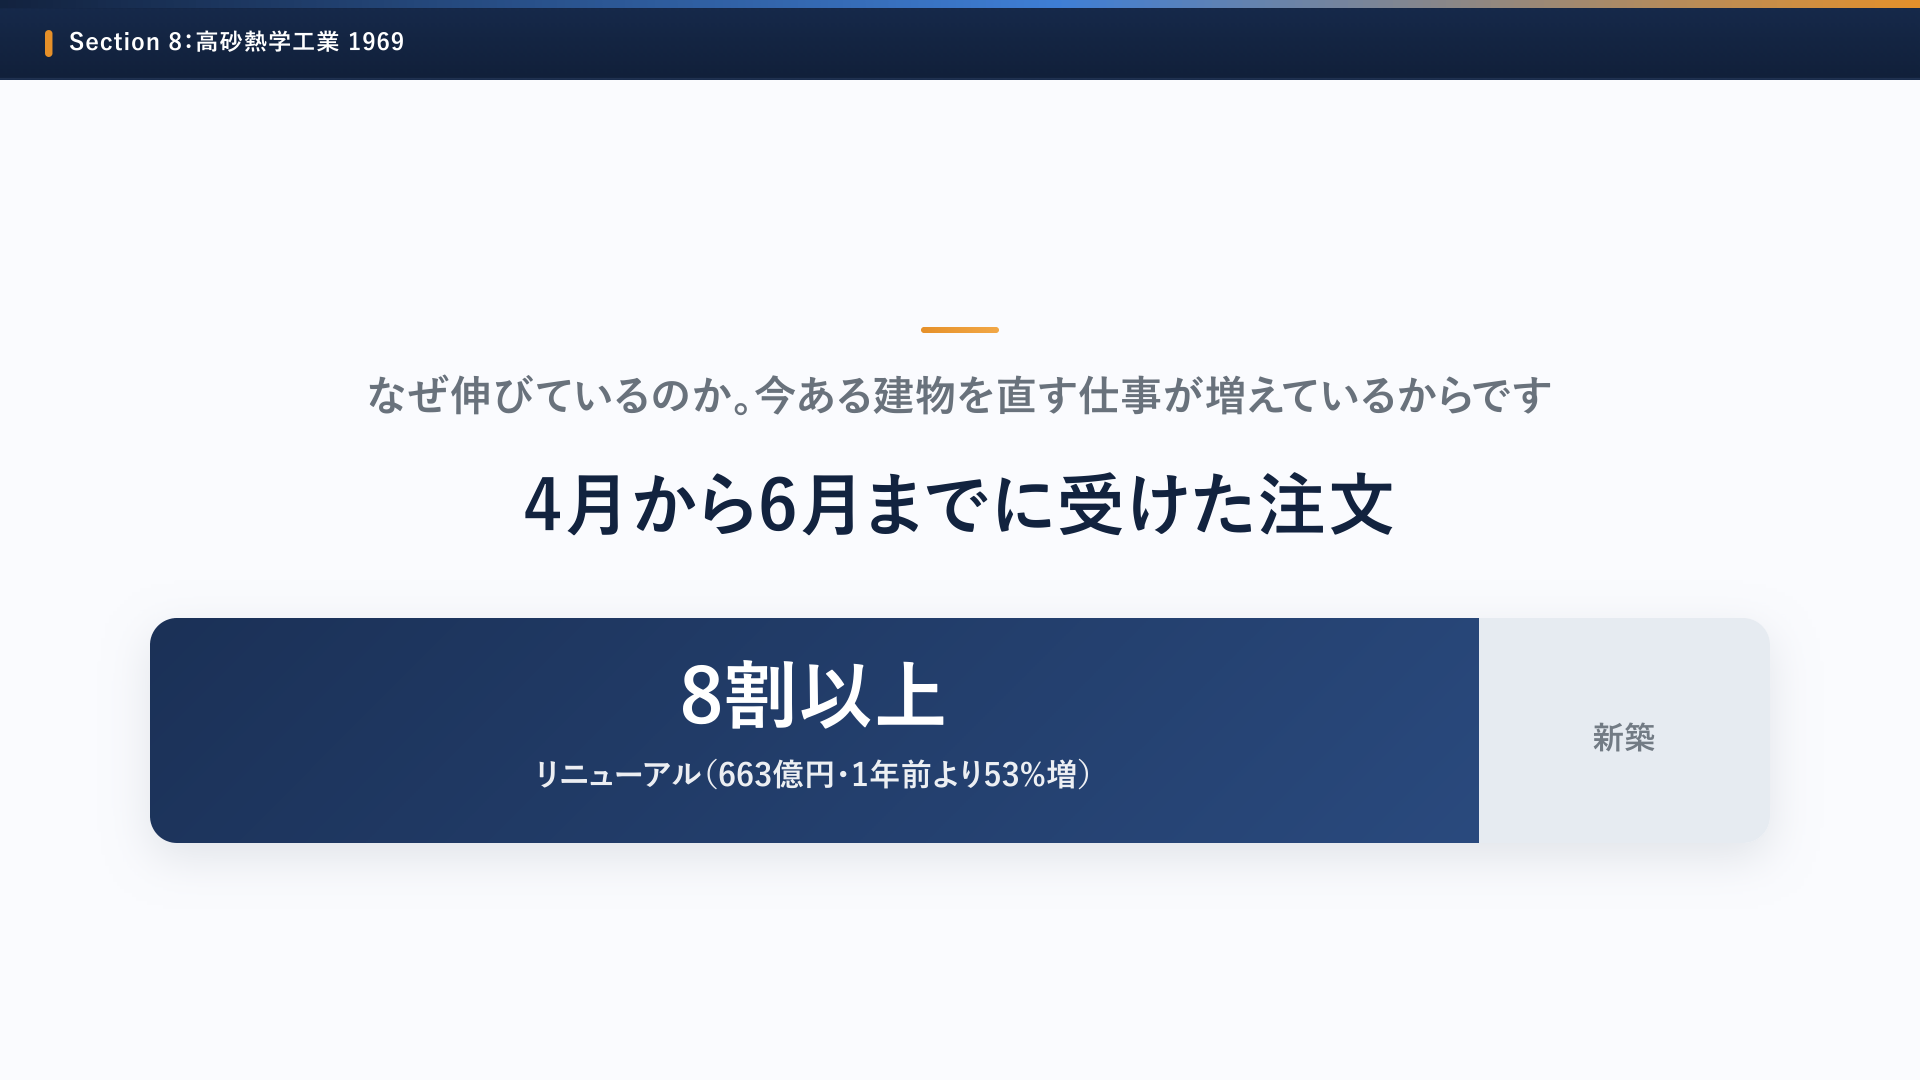 Section 8：高砂熱学工業 1969
なぜ伸びているのか。今ある建物を直す仕事が増えているからです
4月から6月までに受けた注文
8割以上
リニューアル（663億円・1年前より53%増）
新築